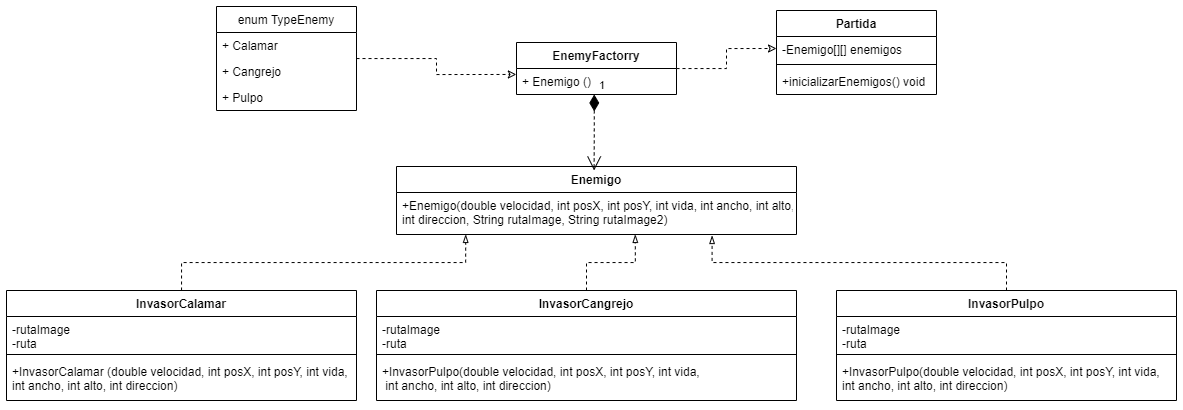 enum TypeEnemy
+ Calamar
+ Cangrejo
+ Pulpo
EnemyFactorry
+ Enemigo ()
1
Partida
-Enemigo[][] enemigos
+inicializarEnemigos() void
Enemigo
+Enemigo(double velocidad, int posX, int posY, int vida, int ancho, int alto,
int direccion, String rutaImage, String rutaImage2)
InvasorCalamar
-rutaImage
-ruta
+InvasorCalamar (double velocidad, int posX, int posY, int vida,
int ancho, int alto, int direccion)
InvasorCangrejo
-rutaImage
-ruta
+InvasorPulpo(double velocidad, int posX, int posY, int vida,
int ancho, int alto, int direccion)
InvasorPulpo
-rutaImage
-ruta
+InvasorPulpo(double velocidad, int posX, int posY, int vida,
int ancho, int alto, int direccion)